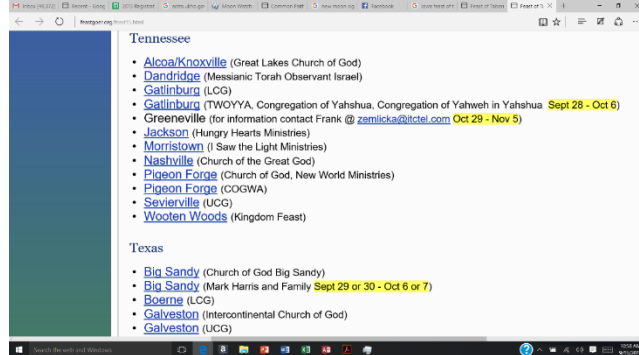 Tennessee
• Alcoa/Knoxville (Great Lakes Church of God)
• Dandridge (Messianic Torah Observant Israel)
• Gatlinburg (LCG)
• Gatlinburg (TWOYYA, Congregation of Yahshua, Congregation of Yahweh in Yahshua Sept 28 - Oct 6)
• Greeneville (for information contact Frank @ zemlicka@itctel.com Oct 29 - Nov 5)
• Jackson (Hungry Hearts Ministries)
• Morristown (I Saw the Light Ministries)
• Nashville (Church of the Great God)
• Pigeon Forge (Church of God, New World Ministries)
• Pigeon Forge (COGWA)
• Sevierville (UCG)
• Wooten Woods (Kingdom Feast)
Texas
• Big Sandy (Church of God Big Sandy)
• Big Sandy (Mark Harris and Family Sept 29 or 30 - Oct 6 or 7)
• Boerne (LCG)
• Galveston (Intercontinental Church of God)
• Galveston (UCG)
Search the web and Windows